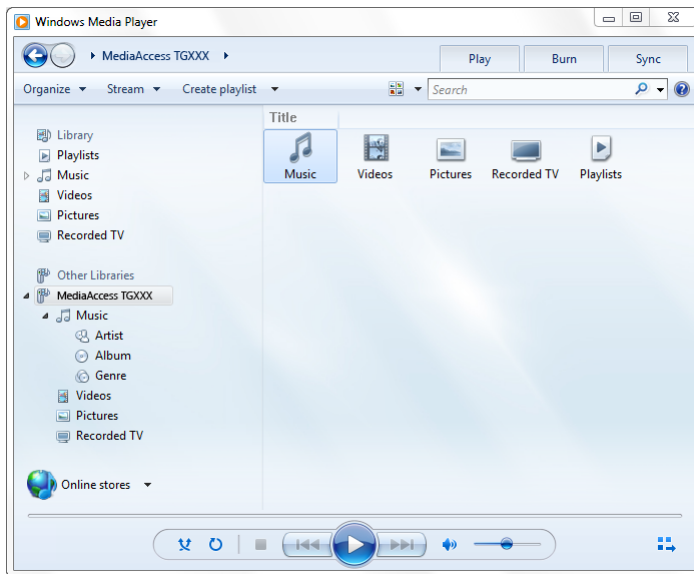 Windows Media Player
MediaAccess TGXXX
Play Burn Sync
Organize Stream Create playlist Search
Title
Music Videos Pictures Recorded TV Playlists
Library
Playlists
Music
Videos
Pictures
Recorded TV
Other Libraries
MediaAccess TGXXX
Music
Artist
Album
Genre
Videos
Pictures
Recorded TV
Online stores